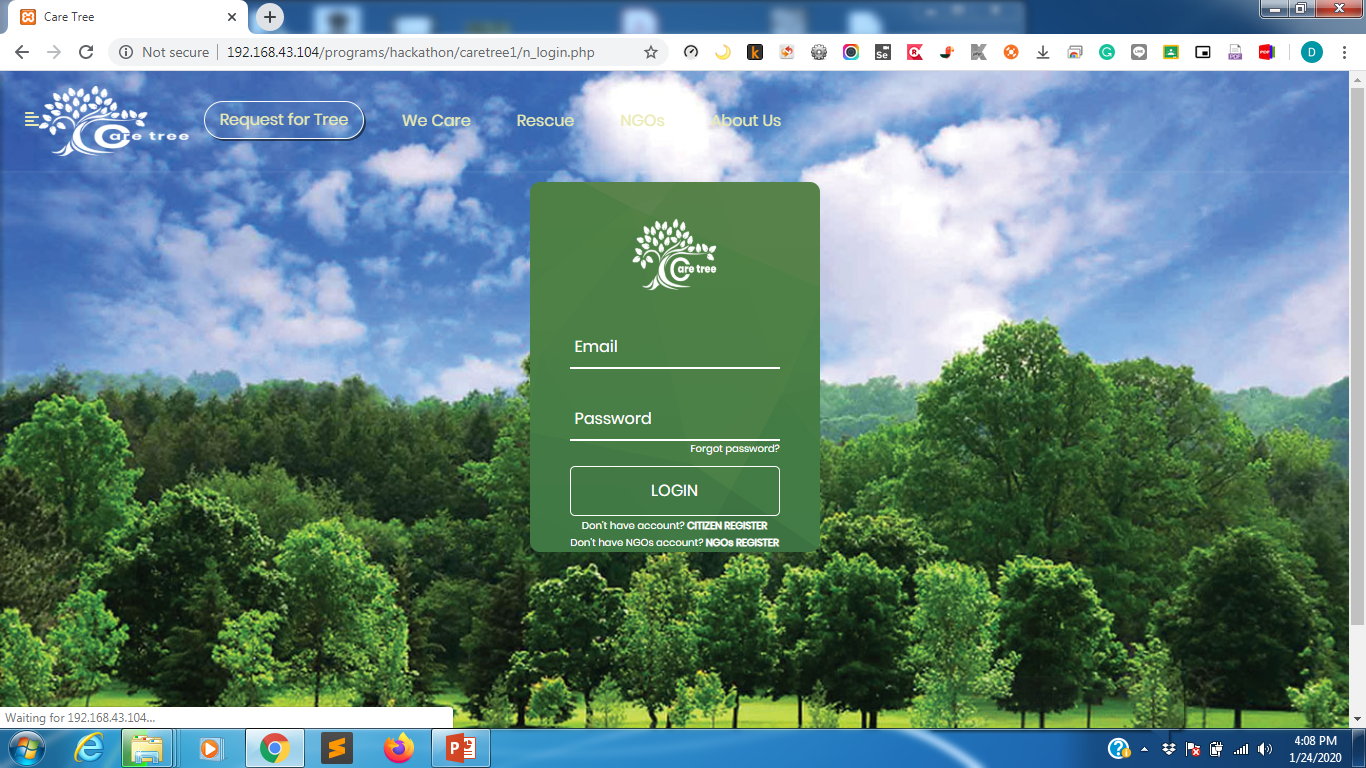 Care Tree
Not secure
192.168.43.104/programs/hackathon/caretree1/n_login.php
Care tree
Request for Tree
We Care
Rescue
NGOs
About Us
Care tree
Email
Password
Forgot password?
LOGIN
Don't have account? CITIZEN REGISTER
Don't have NGOs account? NGOs REGISTER
Waiting for 192.168.43.104...
4:08 PM
1/24/2020